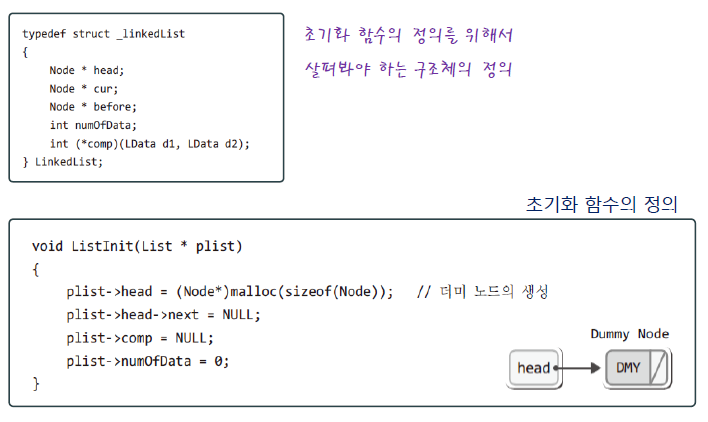 typedef struct _linkedList
{
    Node * head;
    Node * cur;
    Node * before;
    int numOfData;
    int (*comp)(LData d1, LData d2);
} LinkedList;
초기화 함수의 정의를 위해서
살펴봐야 하는 구조체의 정의
초기화 함수의 정의
void ListInit(List * plist)
{
    plist->head = (Node*)malloc(sizeof(Node));   // 더미 노드의 생성
    plist->head->next = NULL;
    plist->comp = NULL;
    plist->numOfData = 0;
}
Dummy Node
head
DMY